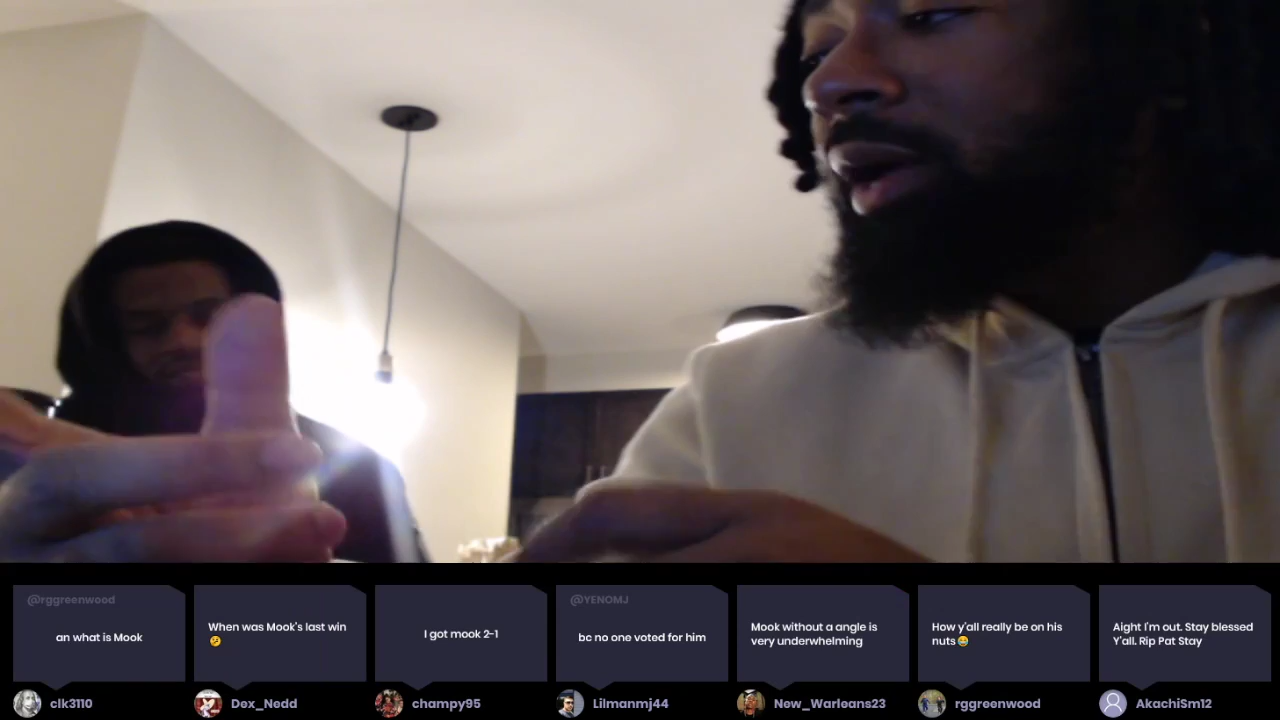 @rggreenwood
an what is Mook
clk3110
When was Mook's last win
🤔
Dex_Nedd
I got mook 2-1
champy95
@YENOMJ
bc no one voted for him
Lilmanmj44
Mook without a angle is
very underwhelming
New_Warleans23
How y'all really be on his
nuts😂
rggreenwood
Aight I'm out. Stay blessed
Y'all. Rip Pat Stay
AkachiSm12